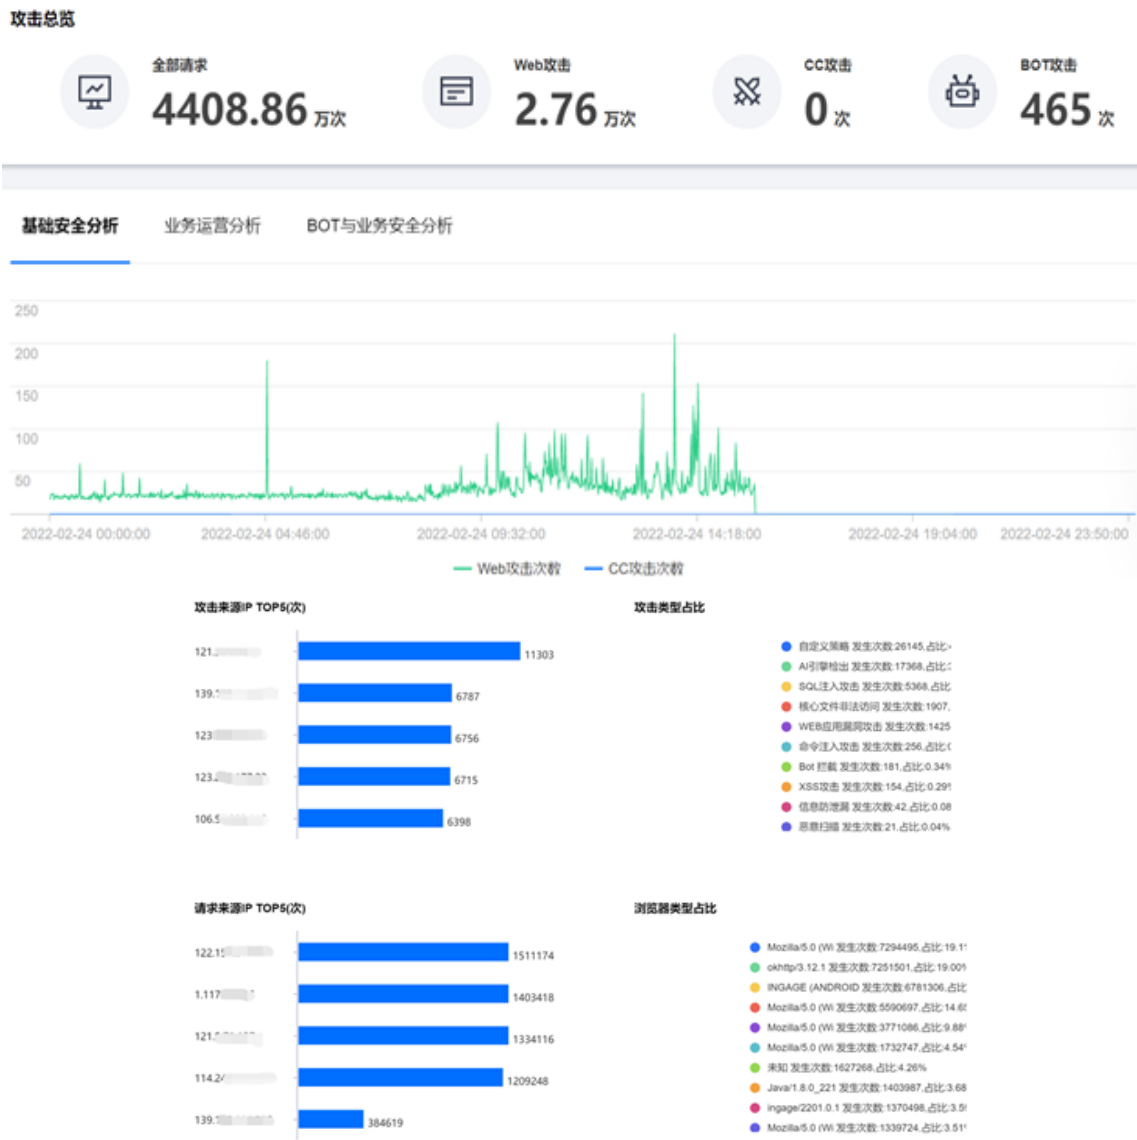 攻击总览
全部请求
4408.86 万次
Web攻击
2.76 万次
CC攻击
0 次
BOT攻击
465 次
基础安全分析 业务运营分析 BOT与业务安全分析
250
200
150
100
50
2022-02-24 00:00:00 2022-02-24 04:46:00 2022-02-24 09:32:00 2022-02-24 14:18:00 2022-02-24 19:04:00 2022-02-24 23:50:00
Web攻击次数 CC攻击次数
攻击来源IP TOP5(次)
121. 11303
139. 6787
123 6756
123. 6715
106. 6398
攻击类型占比
自定义策略 发生次数:26145,占比:
AI引擎检出 发生次数:17368,占比:
SQL注入攻击 发生次数:5368,占比
核心文件非法访问 发生次数:1907,
WEB应用漏洞攻击 发生次数:1425
命令注入攻击 发生次数:256,占比:
Bot 拦截 发生次数:181,占比:0.34%
XSS攻击 发生次数:154,占比:0.29%
信息防泄漏 发生次数:42,占比:0.08
恶意扫描 发生次数:21,占比:0.04%
请求来源IP TOP5(次)
122. 1511174
1.117 1403418
121. 1334116
114.2 1209248
139. 384619
浏览器类型占比
Mozilla/5.0 (Wi 发生次数:7294495,占比:19.1
okhttp/3.12.1 发生次数:7251501,占比:19.00%
INGAGE (ANDROID 发生次数:6781306,占比
Mozilla/5.0 (Wi 发生次数:5590697,占比:14.6
Mozilla/5.0 (Wi 发生次数:3771086,占比:9.88
Mozilla/5.0 (Wi 发生次数:1732747,占比:4.54
未知 发生次数:1627268,占比:4.26%
Java/1.8.0_221 发生次数:1403987,占比:3.68
ingage/2201.0.1 发生次数:1370498,占比:3.5
Mozilla/5.0 (Wi 发生次数:1339724,占比:3.51